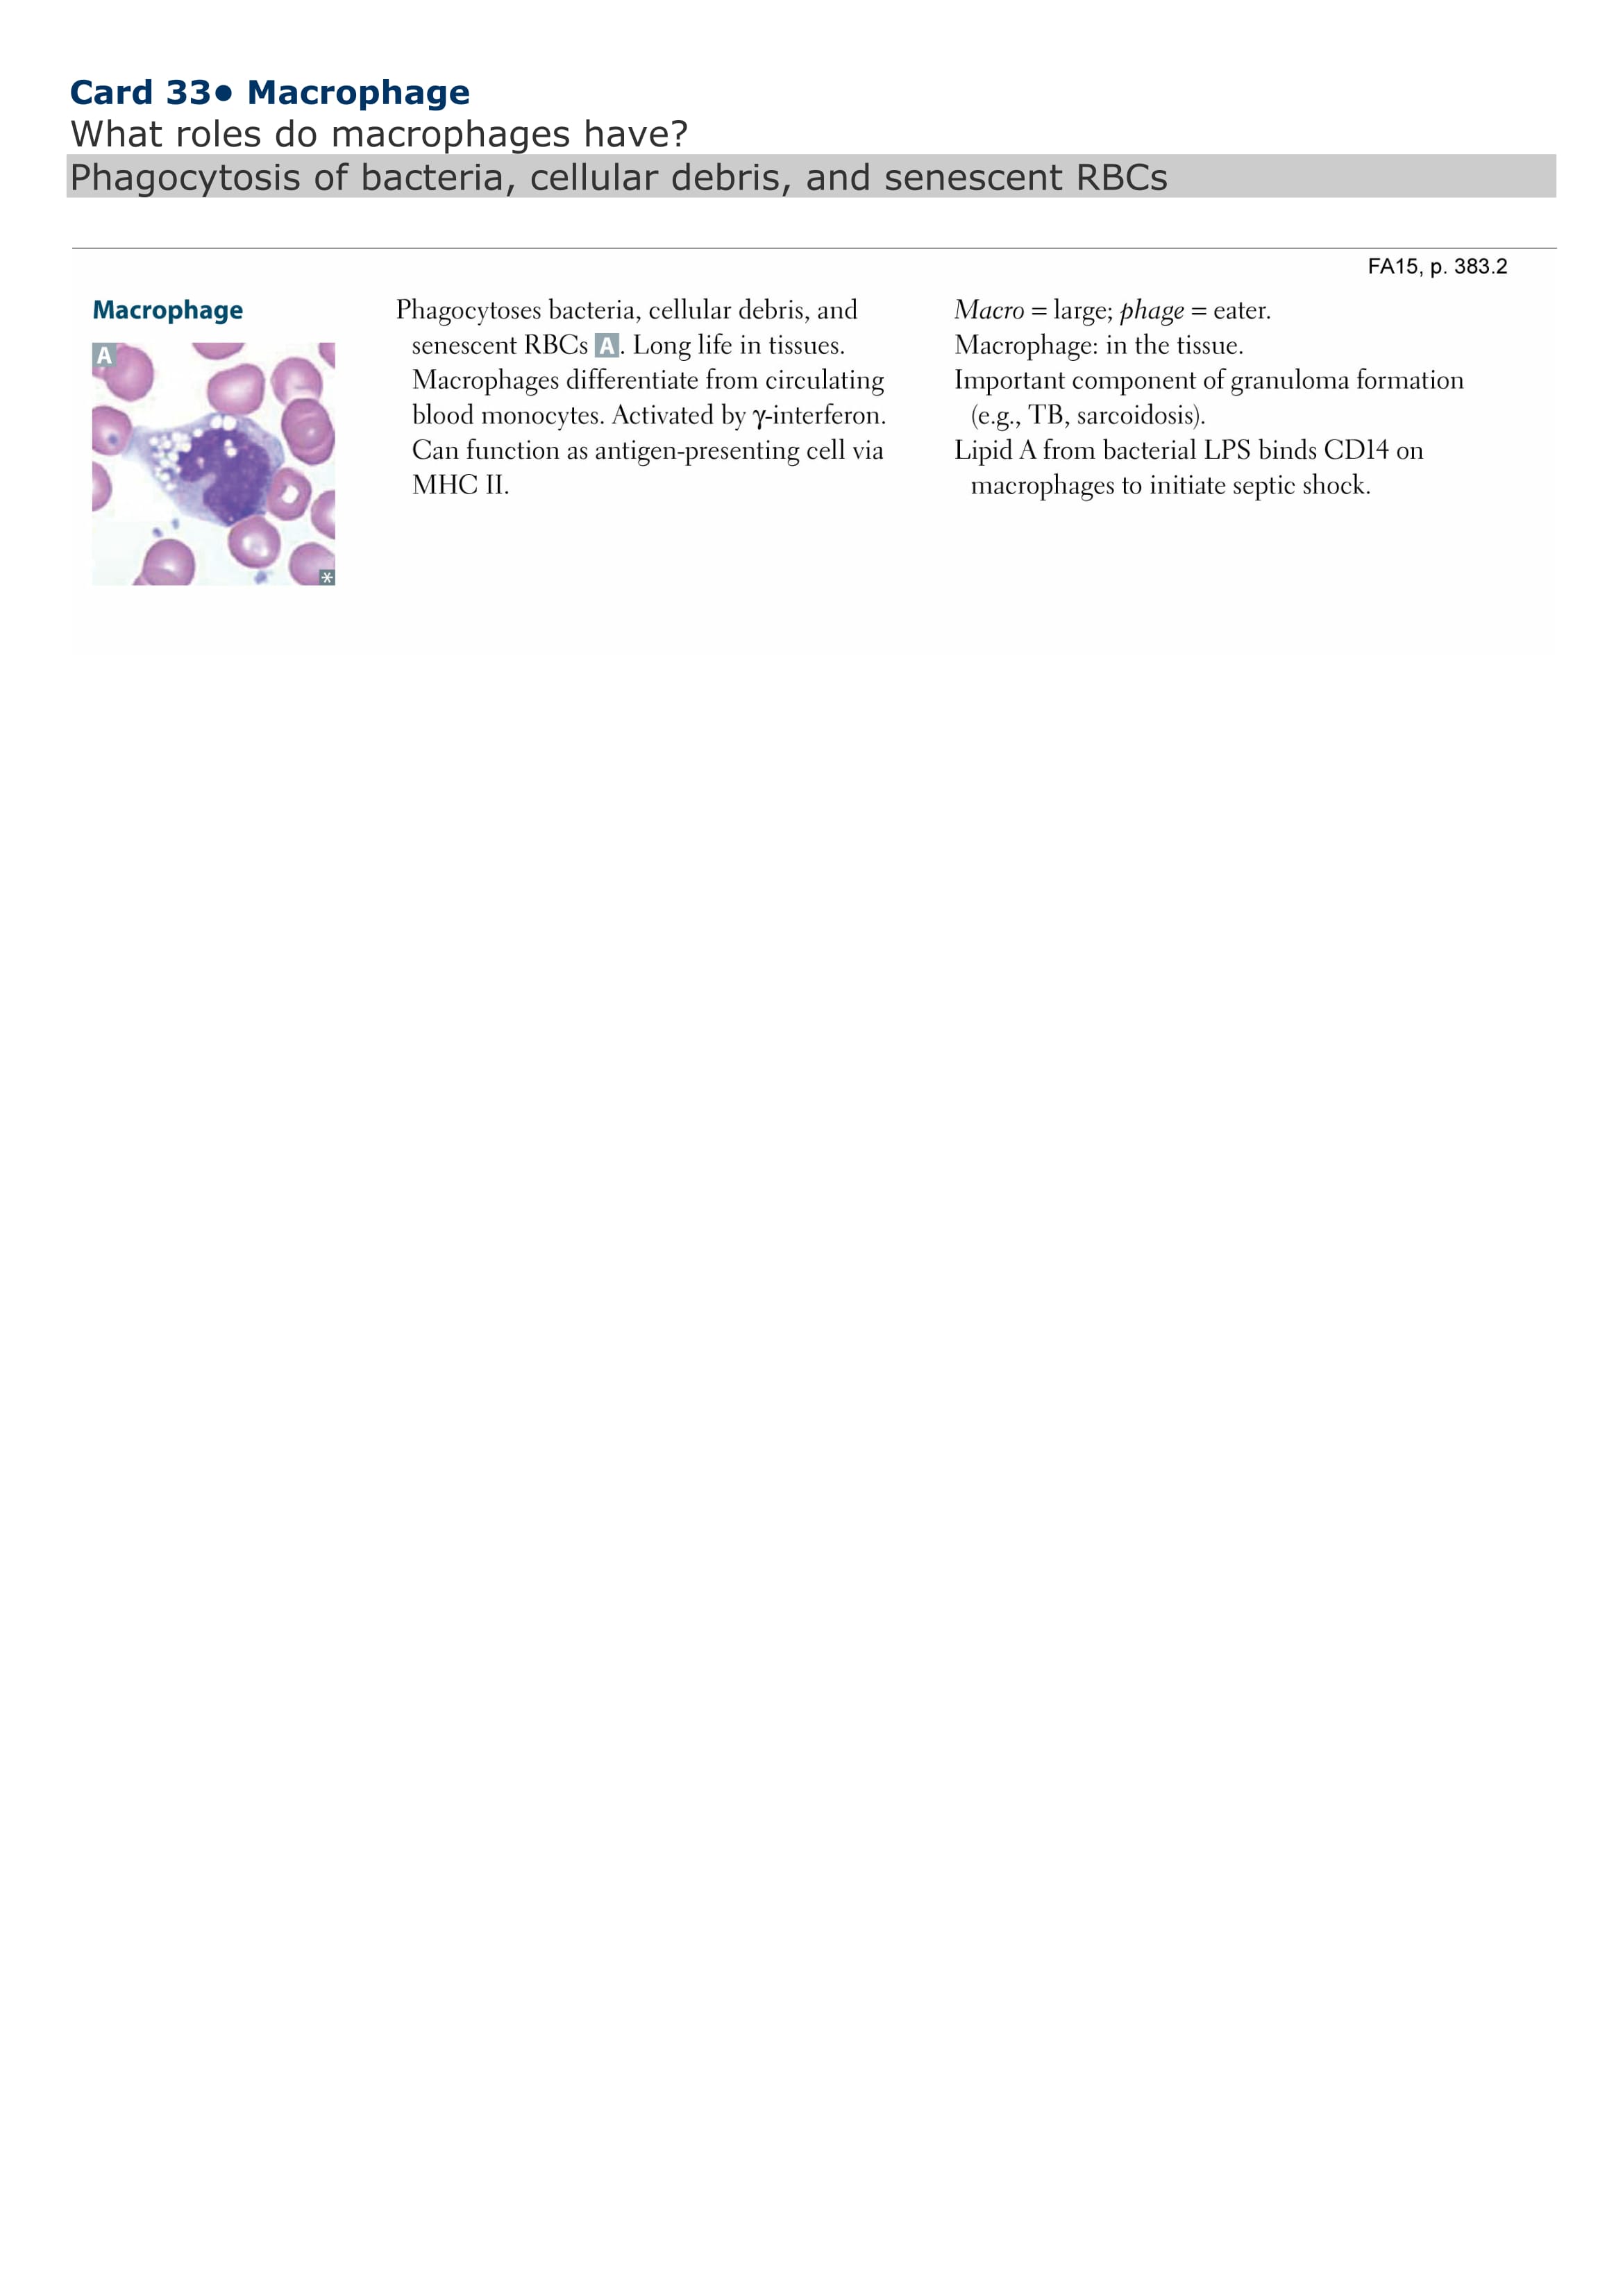 Card 33● Macrophage
What roles do macrophages have?
Phagocytosis of bacteria, cellular debris, and senescent RBCs
FA15, p. 383.2
Macrophage
A
*
Phagocytoses bacteria, cellular debris, and
senescent RBCs A. Long life in tissues.
Macrophages differentiate from circulating
blood monocytes. Activated by γ-interferon.
Can function as antigen-presenting cell via
MHC II.
Macro = large; phage = eater.
Macrophage: in the tissue.
Important component of granuloma formation
(e.g., TB, sarcoidosis).
Lipid A from bacterial LPS binds CD14 on
macrophages to initiate septic shock.